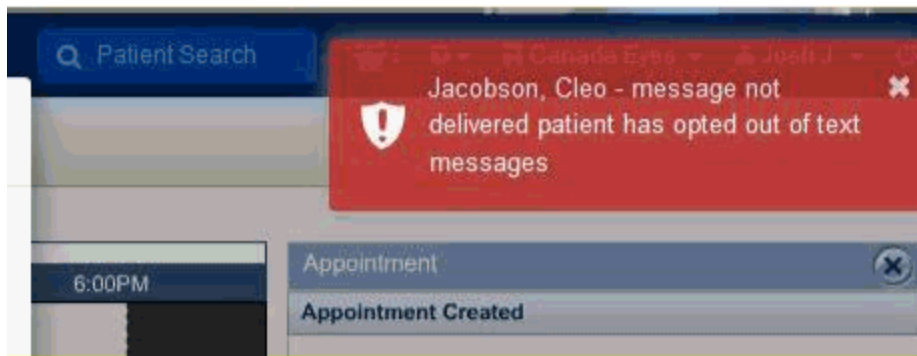 Patient Search
Canada Eyes
Josh J
Jacobson, Cleo - message not
delivered patient has opted out of text
messages
6:00PM
Appointment
Appointment Created